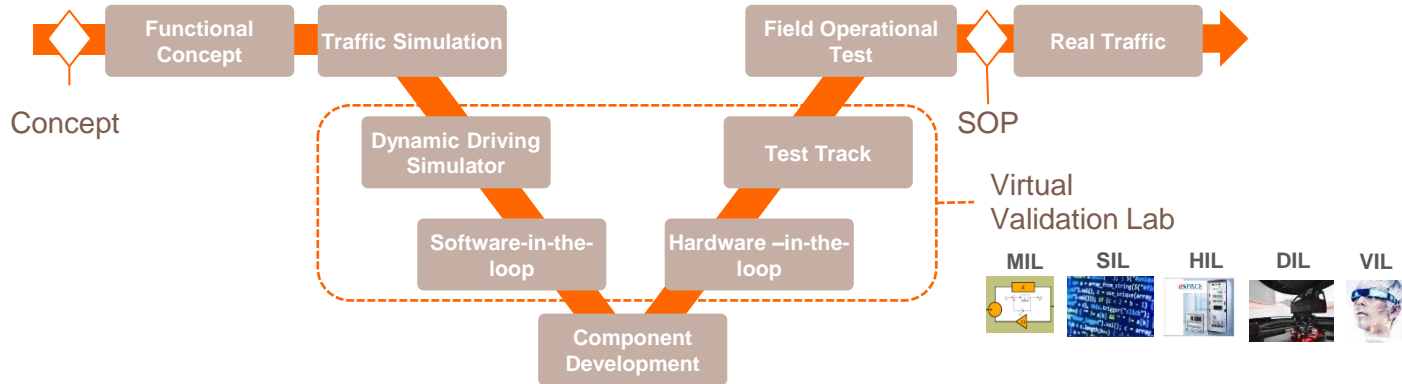 Functional
Concept
Traffic Simulation
Field Operational
Test
Real Traffic
Concept
SOP
Dynamic Driving
Simulator
Test Track
Virtual
Validation Lab
Software-in-the-
loop
Hardware –in-the-
loop
MIL
SIL
HIL
DIL
VIL
dSPACE
Component
Development